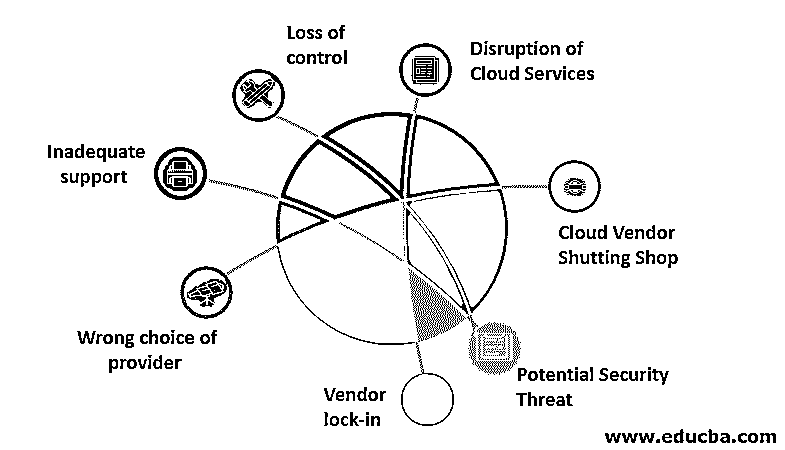 Loss of
control
Disruption of
Cloud Services
Inadequate
support
Cloud Vendor
Shutting Shop
Wrong choice of
provider
Potential Security
Threat
Vendor
lock-in
www.educba.com